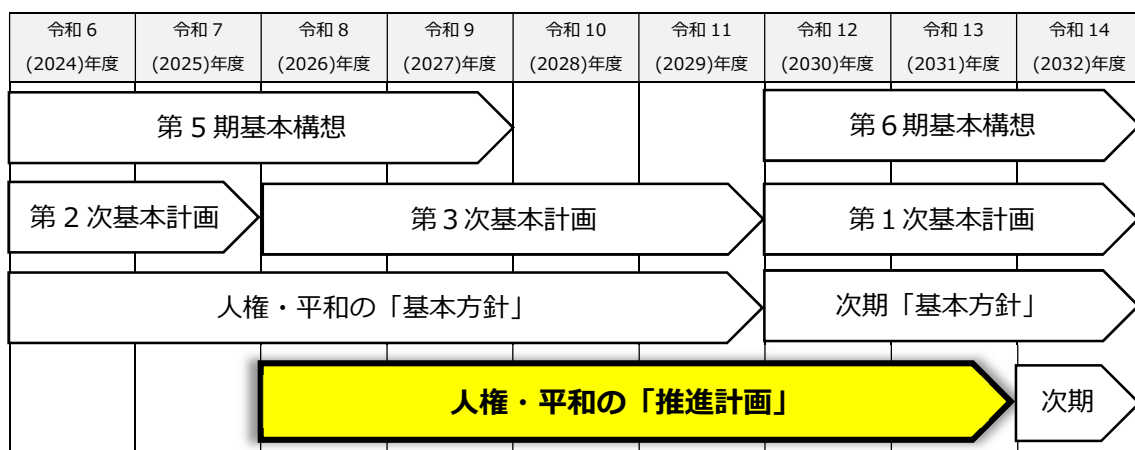 令和 6 令和 7 令和 8 令和 9 令和 10 令和 11 令和 12 令和 13 令和 14
(2024)年度 (2025)年度 (2026)年度 (2027)年度 (2028)年度 (2029)年度 (2030)年度 (2031)年度 (2032)年度
第 5 期基本構想 第６期基本構想
第 2 次基本計画 第３次基本計画 第１次基本計画
人権・平和の「基本方針」 次期「基本方針」
人権・平和の「推進計画」 次期